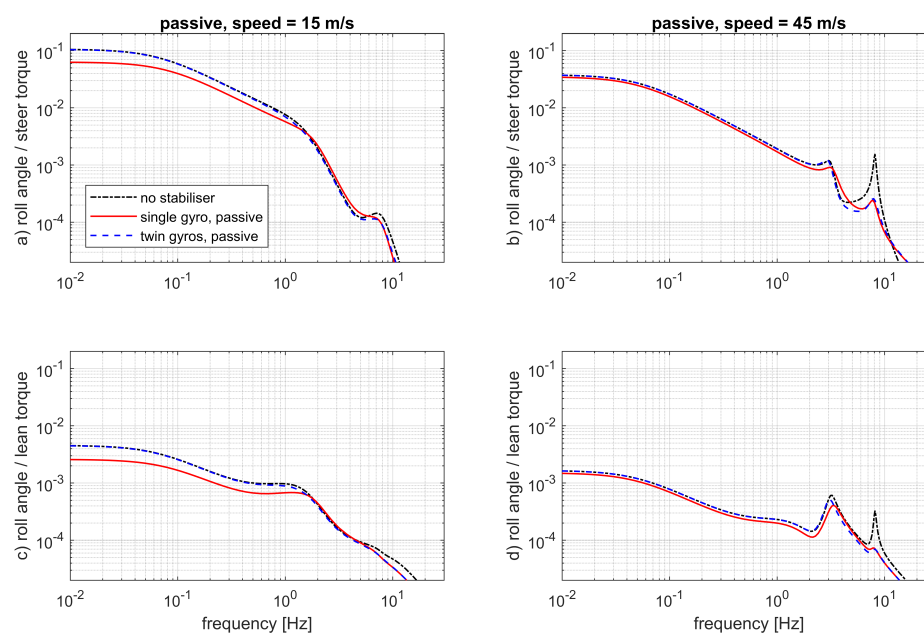 passive, speed = 15 m/s
a) roll angle / steer torque
10^-1
10^-2
10^-3
10^-4
no stabiliser
single gyro, passive
twin gyros, passive
10^-2 10^-1 10^0 10^1
passive, speed = 45 m/s
b) roll angle / steer torque
10^-1
10^-2
10^-3
10^-4
10^-2 10^-1 10^0 10^1
c) roll angle / lean torque
10^-1
10^-2
10^-3
10^-4
10^-2 10^-1 10^0 10^1
frequency [Hz]
d) roll angle / lean torque
10^-1
10^-2
10^-3
10^-4
10^-2 10^-1 10^0 10^1
frequency [Hz]